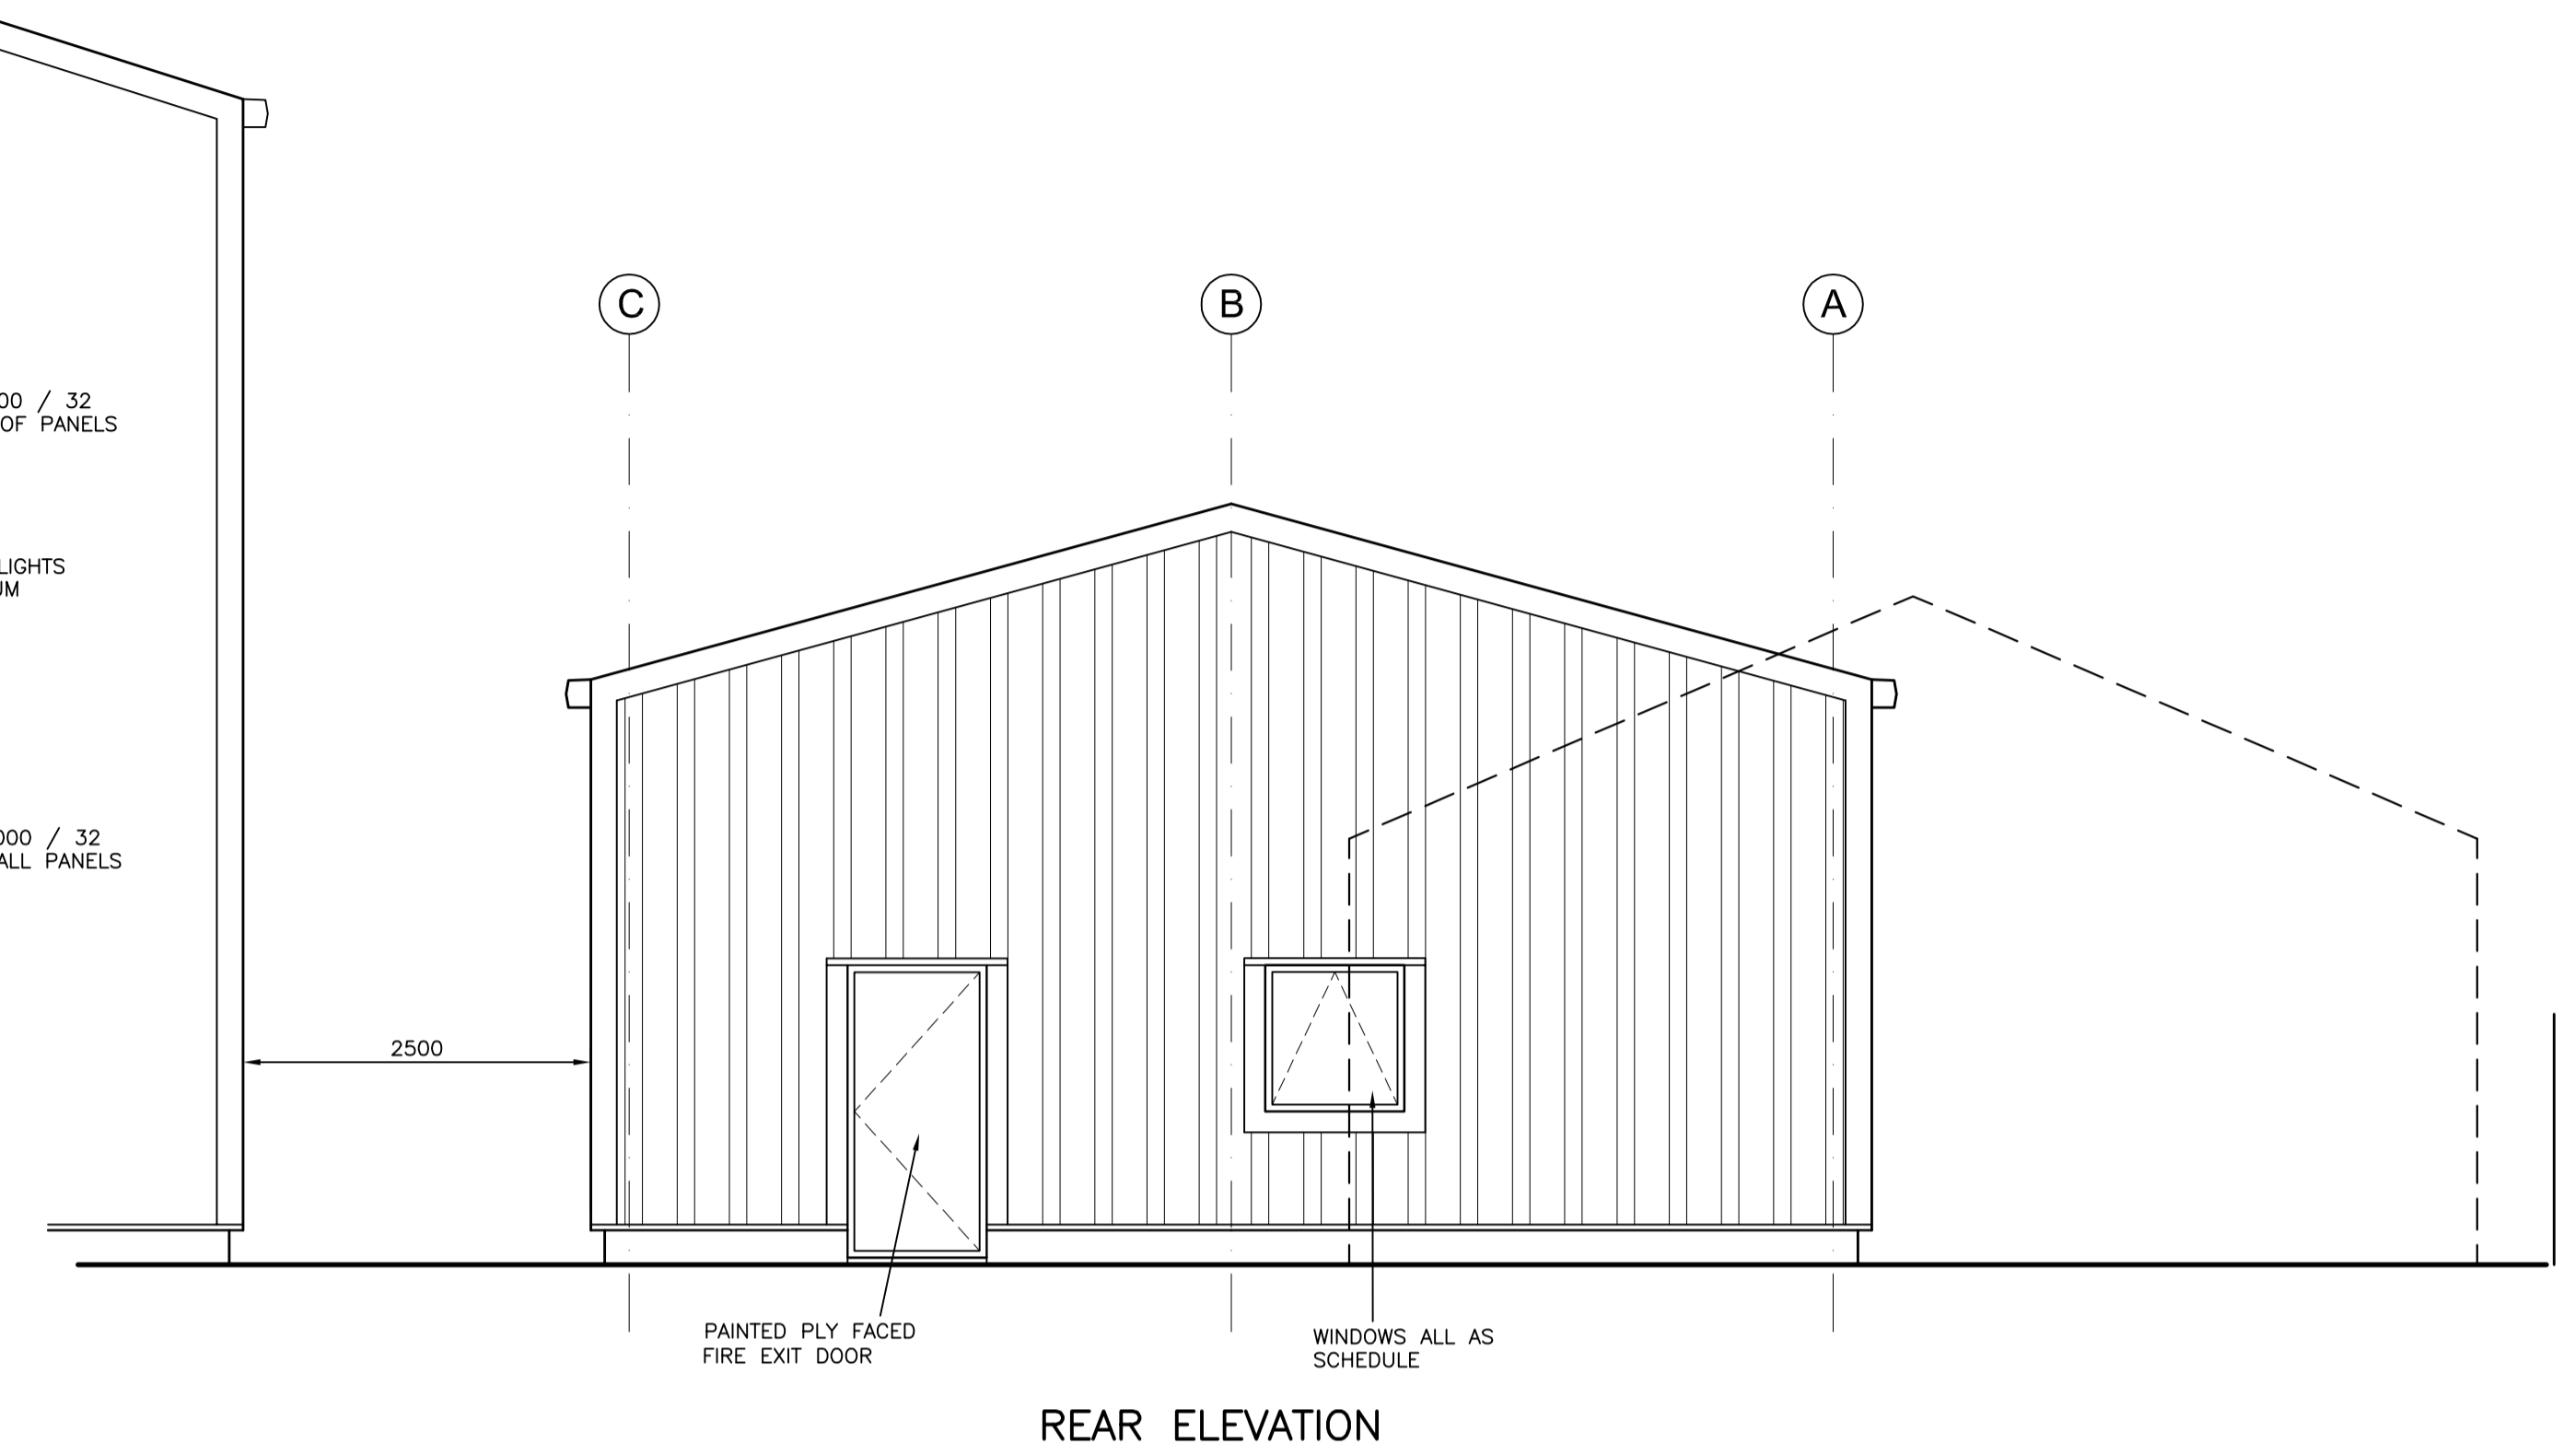 C B A
00 / 32
OF PANELS
LIGHTS
UM
000 / 32
ALL PANELS
2500
PAINTED PLY FACED
FIRE EXIT DOOR
WINDOWS ALL AS
SCHEDULE
REAR ELEVATION